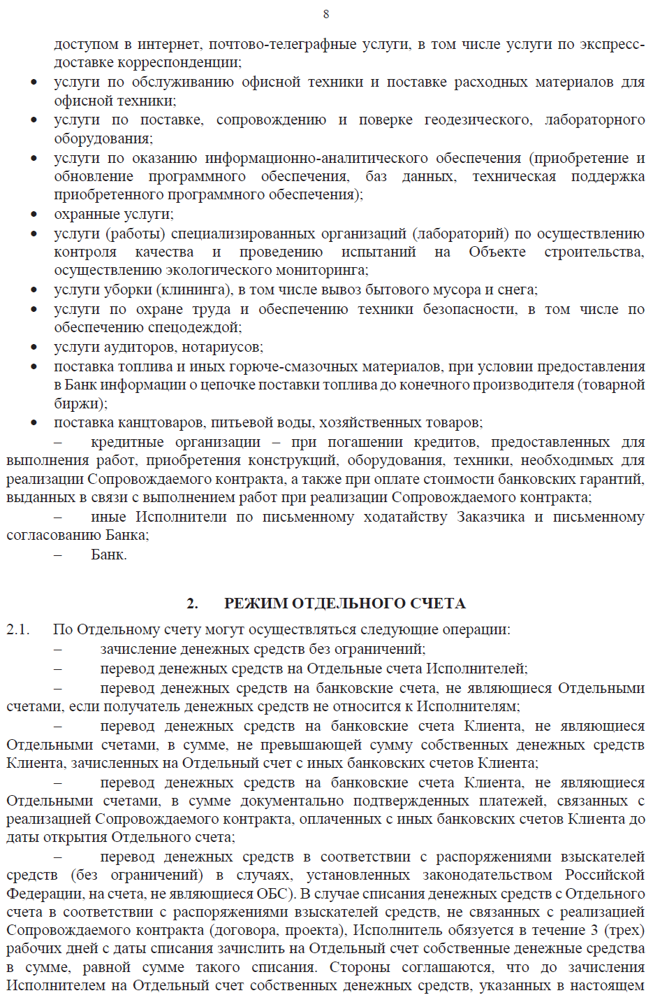 8
доступом в интернет, почтово-телеграфные услуги, в том числе услуги по экспресс-
доставке корреспонденции;
• услуги по обслуживанию офисной техники и поставке расходных материалов для
офисной техники;
• услуги по поставке, сопровождению и поверке геодезического, лабораторного
оборудования;
• услуги по оказанию информационно-аналитического обеспечения (приобретение и
обновление программного обеспечения, баз данных, техническая поддержка
приобретенного программного обеспечения);
• охранные услуги;
• услуги (работы) специализированных организаций (лабораторий) по осуществлению
контроля качества и проведению испытаний на Объекте строительства,
осуществлению экологического мониторинга;
• услуги уборки (клининга), в том числе вывоз бытового мусора и снега;
• услуги по охране труда и обеспечению техники безопасности, в том числе по
обеспечению спецодеждой;
• услуги аудиторов, нотариусов;
• поставка топлива и иных горюче-смазочных материалов, при условии предоставления
в Банк информации о цепочке поставки топлива до конечного производителя (товарной
биржи);
• поставка канцтоваров, питьевой воды, хозяйственных товаров;
– кредитные организации – при погашении кредитов, предоставленных для
выполнения работ, приобретения конструкций, оборудования, техники, необходимых для
реализации Сопровождаемого контракта, а также при оплате стоимости банковских гарантий,
выданных в связи с выполнением работ при реализации Сопровождаемого контракта;
– иные Исполнители по письменному ходатайству Заказчика и письменному
согласованию Банка;
– Банк.
2. РЕЖИМ ОТДЕЛЬНОГО СЧЕТА
2.1. По Отдельному счету могут осуществляться следующие операции:
– зачисление денежных средств без ограничений;
– перевод денежных средств на Отдельные счета Исполнителей;
– перевод денежных средств на банковские счета, не являющиеся Отдельными
счетами, если получатель денежных средств не относится к Исполнителям;
– перевод денежных средств на банковские счета Клиента, не являющиеся
Отдельными счетами, в сумме, не превышающей сумму собственных денежных средств
Клиента, зачисленных на Отдельный счет с иных банковских счетов Клиента;
– перевод денежных средств на банковские счета Клиента, не являющиеся
Отдельными счетами, в сумме документально подтвержденных платежей, связанных с
реализацией Сопровождаемого контракта, оплаченных с иных банковских счетов Клиента до
даты открытия Отдельного счета;
– перевод денежных средств в соответствии с распоряжениями взыскателей
средств (без ограничений) в случаях, установленных законодательством Российской
Федерации, на счета, не являющиеся ОБС). В случае списания денежных средств с Отдельного
счета в соответствии с распоряжениями взыскателей средств, не связанных с реализацией
Сопровождаемого контракта (договора, проекта), Исполнитель обязуется в течение 3 (трех)
рабочих дней с даты списания зачислить на Отдельный счет собственные денежные средства
в сумме, равной сумме такого списания. Стороны соглашаются, что до зачисления
Исполнителем на Отдельный счет собственных денежных средств, указанных в настоящем